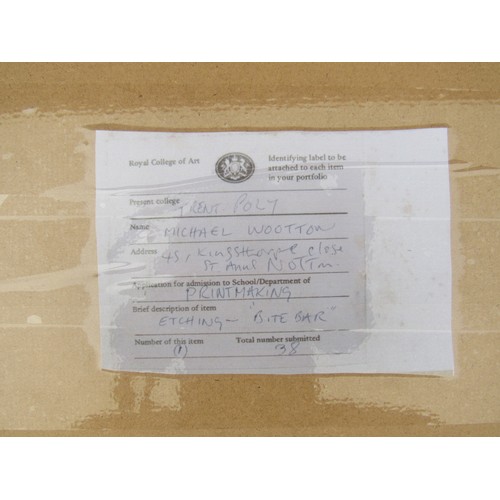 Royal College of Art
Identifying label to be
attached to each item
in your portfolio
Present college TRENT POLY
Name MICHAEL WOOTTON
Address 45, Kingsthorpe close
St. Anns NOTTM.
Application for admission to School/Department of
PRINTMAKING
Brief description of item
ETCHING - "BITE BAR"
Number of this item Total number submitted
(1) 38